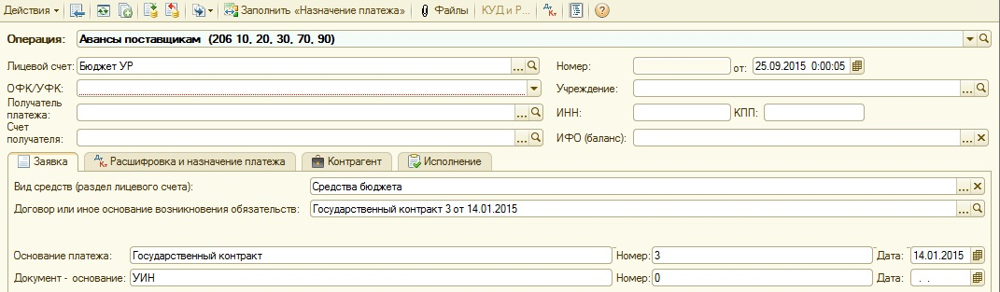 Действия Заполнить «Назначение платежа» Файлы КУД и Р... Дт Кт
Операция: Авансы поставщикам (206 10, 20, 30, 70, 90)
Лицевой счет: Бюджет УР Номер: от: 25.09.2015 0:00:05
ОФК/УФК: Учреждение:
Получатель платежа: ИНН: КПП:
Счет получателя: ИФО (баланс):
Заявка Дт Кт Расшифровка и назначение платежа Контрагент Исполнение
Вид средств (раздел лицевого счета): Средства бюджета
Договор или иное основание возникновения обязательств: Государственный контракт 3 от 14.01.2015
Основание платежа: Государственный контракт Номер: 3 Дата: 14.01.2015
Документ - основание: УИН Номер: 0 Дата: . .